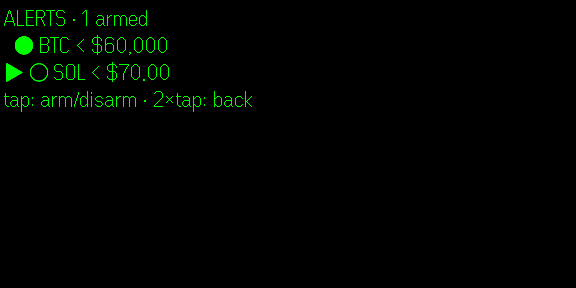 ALERTS · 1 armed
● BTC < $60,000
▶ ○ SOL < $70.00
tap: arm/disarm · 2×tap: back